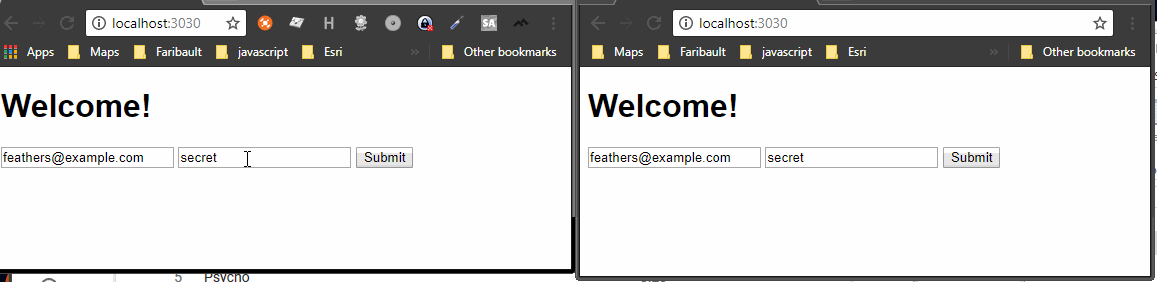 localhost:3030
H
SA
Apps Maps Faribault javascript Esri » Other bookmarks
Welcome!
feathers@example.com secret Submit
localhost:3030
Maps Faribault javascript Esri » Other bookmarks
Welcome!
feathers@example.com secret Submit
5 Psycho